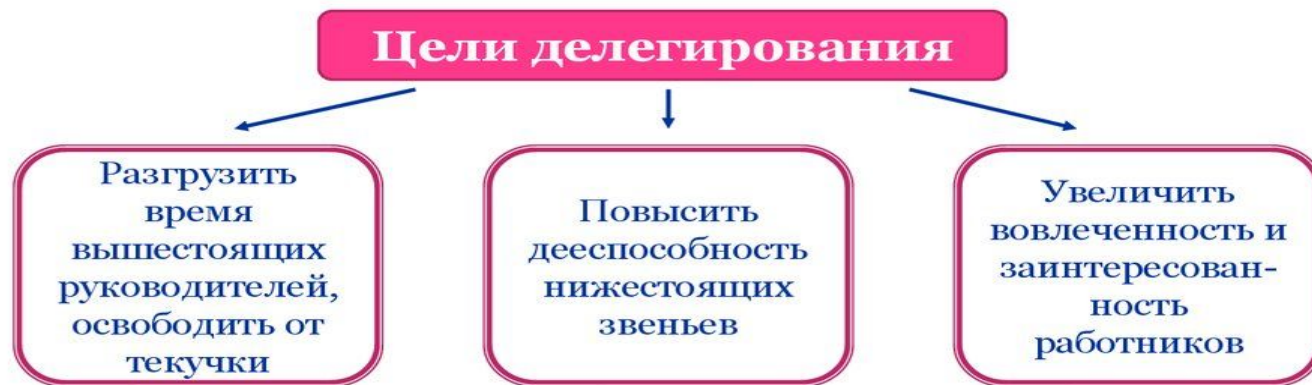 Цели делегирования
Разгрузить
время
вышестоящих
руководителей,
освободить от
текучки
Повысить
дееспособность
нижестоящих
звеньев
Увеличить
вовлеченность и
заинтересован-
ность
работников